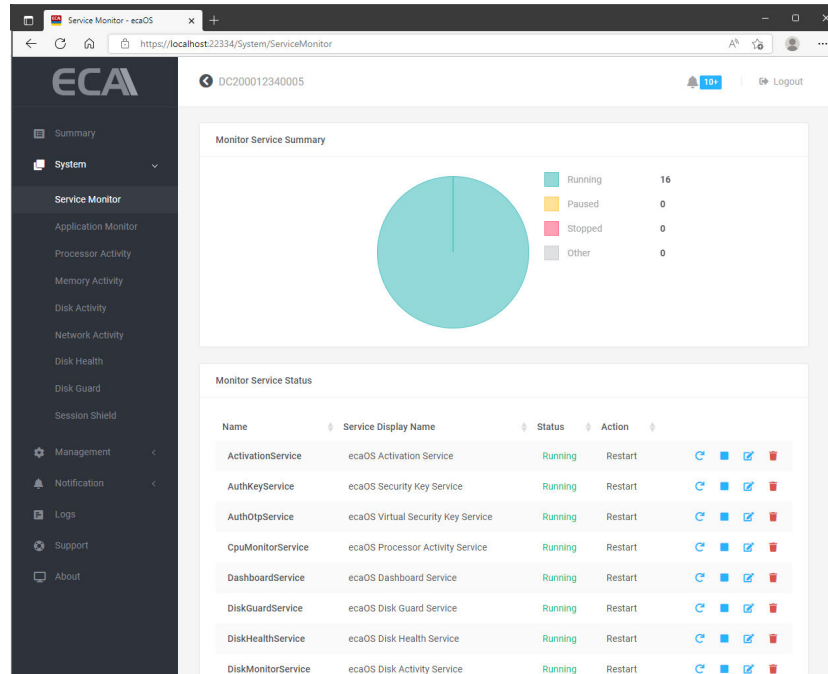 Service Monitor - ecaOS
https://localhost:22334/System/ServiceMonitor
ECA
DC200012340005
10+
Logout
Summary
System
Service Monitor
Application Monitor
Processor Activity
Memory Activity
Disk Activity
Network Activity
Disk Health
Disk Guard
Session Shield
Management
Notification
Logs
Support
About
Monitor Service Summary
Running 16
Paused 0
Stopped 0
Other 0
Monitor Service Status
Name Service Display Name Status Action
ActivationService ecaOS Activation Service Running Restart
AuthKeyService ecaOS Security Key Service Running Restart
AuthOtpService ecaOS Virtual Security Key Service Running Restart
CpuMonitorService ecaOS Processor Activity Service Running Restart
DashboardService ecaOS Dashboard Service Running Restart
DiskGuardService ecaOS Disk Guard Service Running Restart
DiskHealthService ecaOS Disk Health Service Running Restart
DiskMonitorService ecaOS Disk Activity Service Running Restart